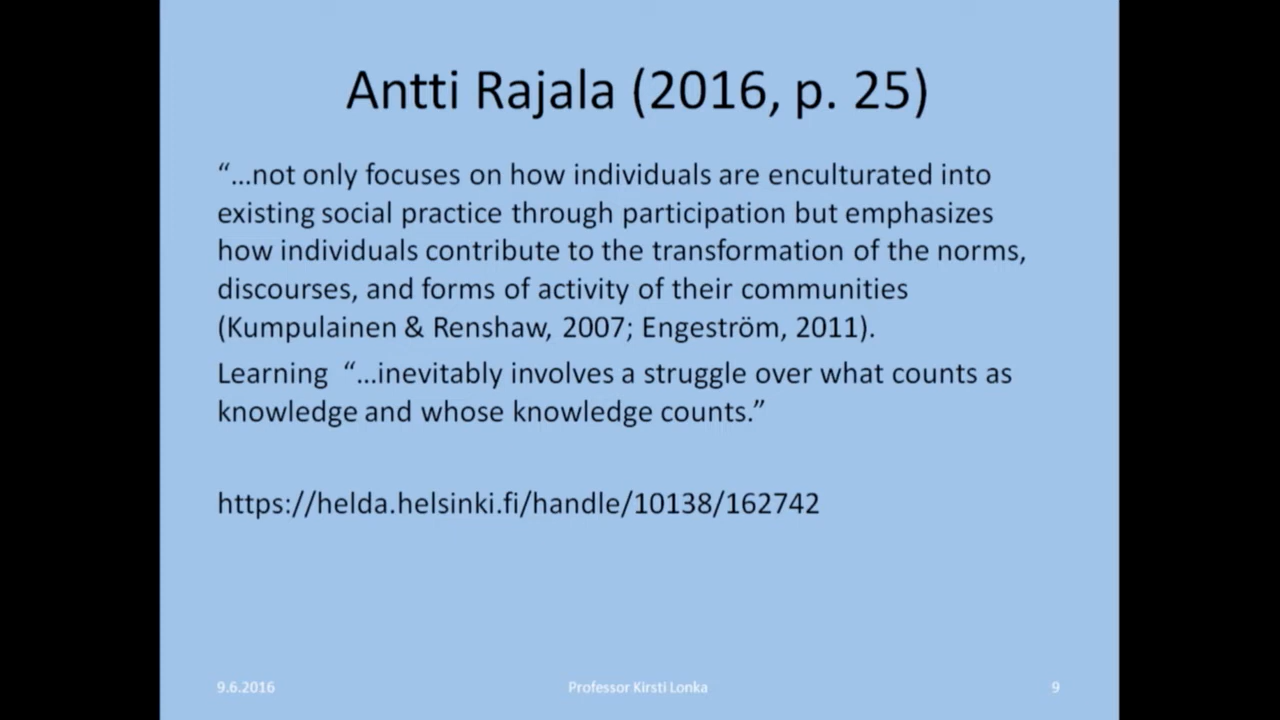 Antti Rajala (2016, p. 25)
“…not only focuses on how individuals are enculturated into
existing social practice through participation but emphasizes
how individuals contribute to the transformation of the norms,
discourses, and forms of activity of their communities
(Kumpulainen & Renshaw, 2007; Engeström, 2011).
Learning “…inevitably involves a struggle over what counts as
knowledge and whose knowledge counts.”
https://helda.helsinki.fi/handle/10138/162742
9.6.2016
Professor Kirsti Lonka
9